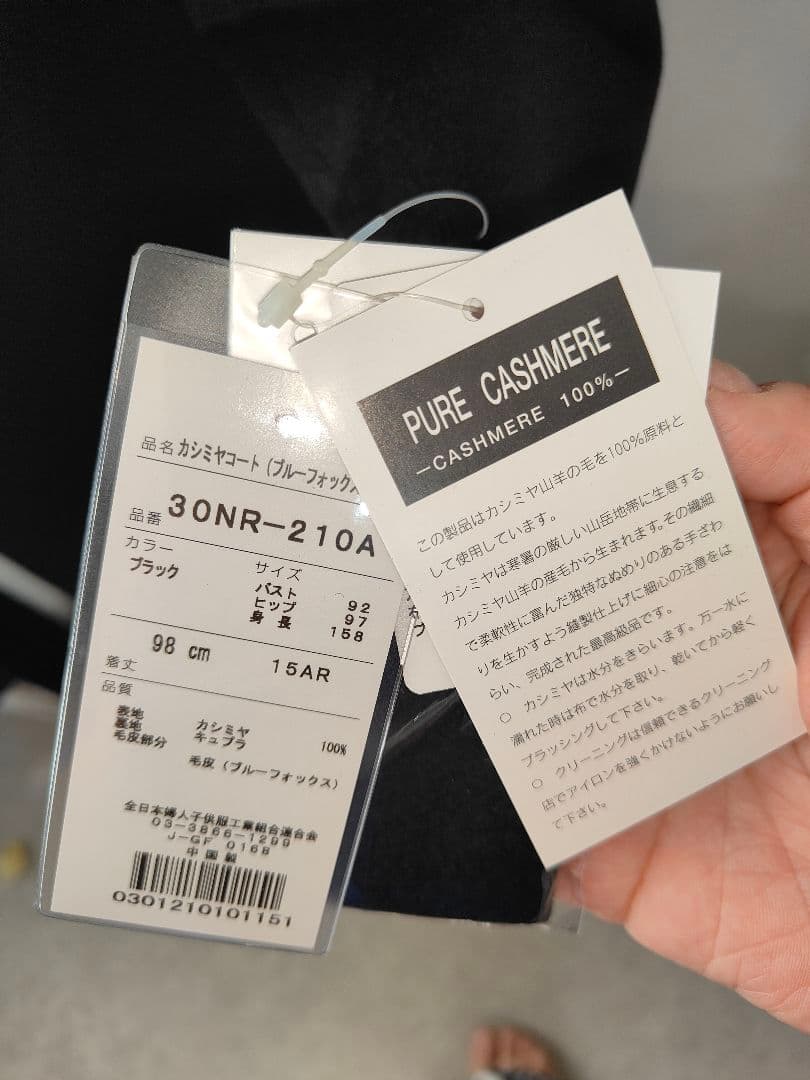 品名 カシミヤコート (ブルーフォックス
品番 30NR-210A
カラー
ブラック
サイズ
バスト 92
ヒップ 97
身長 158
着丈 98 cm 15AR
品質
表地 カシミヤ 100%
裏地 キュプラ
毛皮部分 毛皮 (ブルーフォックス)
全日本婦人子供服工業組合連合会
03-3866-1299
J-GF 0168
中国製
0301210101151
PURE CASHMERE
-CASHMERE 100%-
この製品はカシミヤ山羊の毛を100%原料と
して使用しています。
カシミヤは寒暑の厳しい山岳地帯に生息する
カシミヤ山羊の産毛から生まれます。その繊細
で柔軟性に富んだ独特なぬめりのある手ざわ
りを生かすよう縫製仕上げに細心の注意をは
らい、完成された最高級品です。
○ カシミヤは水分をきらいます。万一水に
濡れた時は布で水分を取り、乾いてから軽く
ブラッシングして下さい。
○ クリーニングは信頼できるクリーニング
店でアイロンを強くかけないようにお願いし
て下さい。